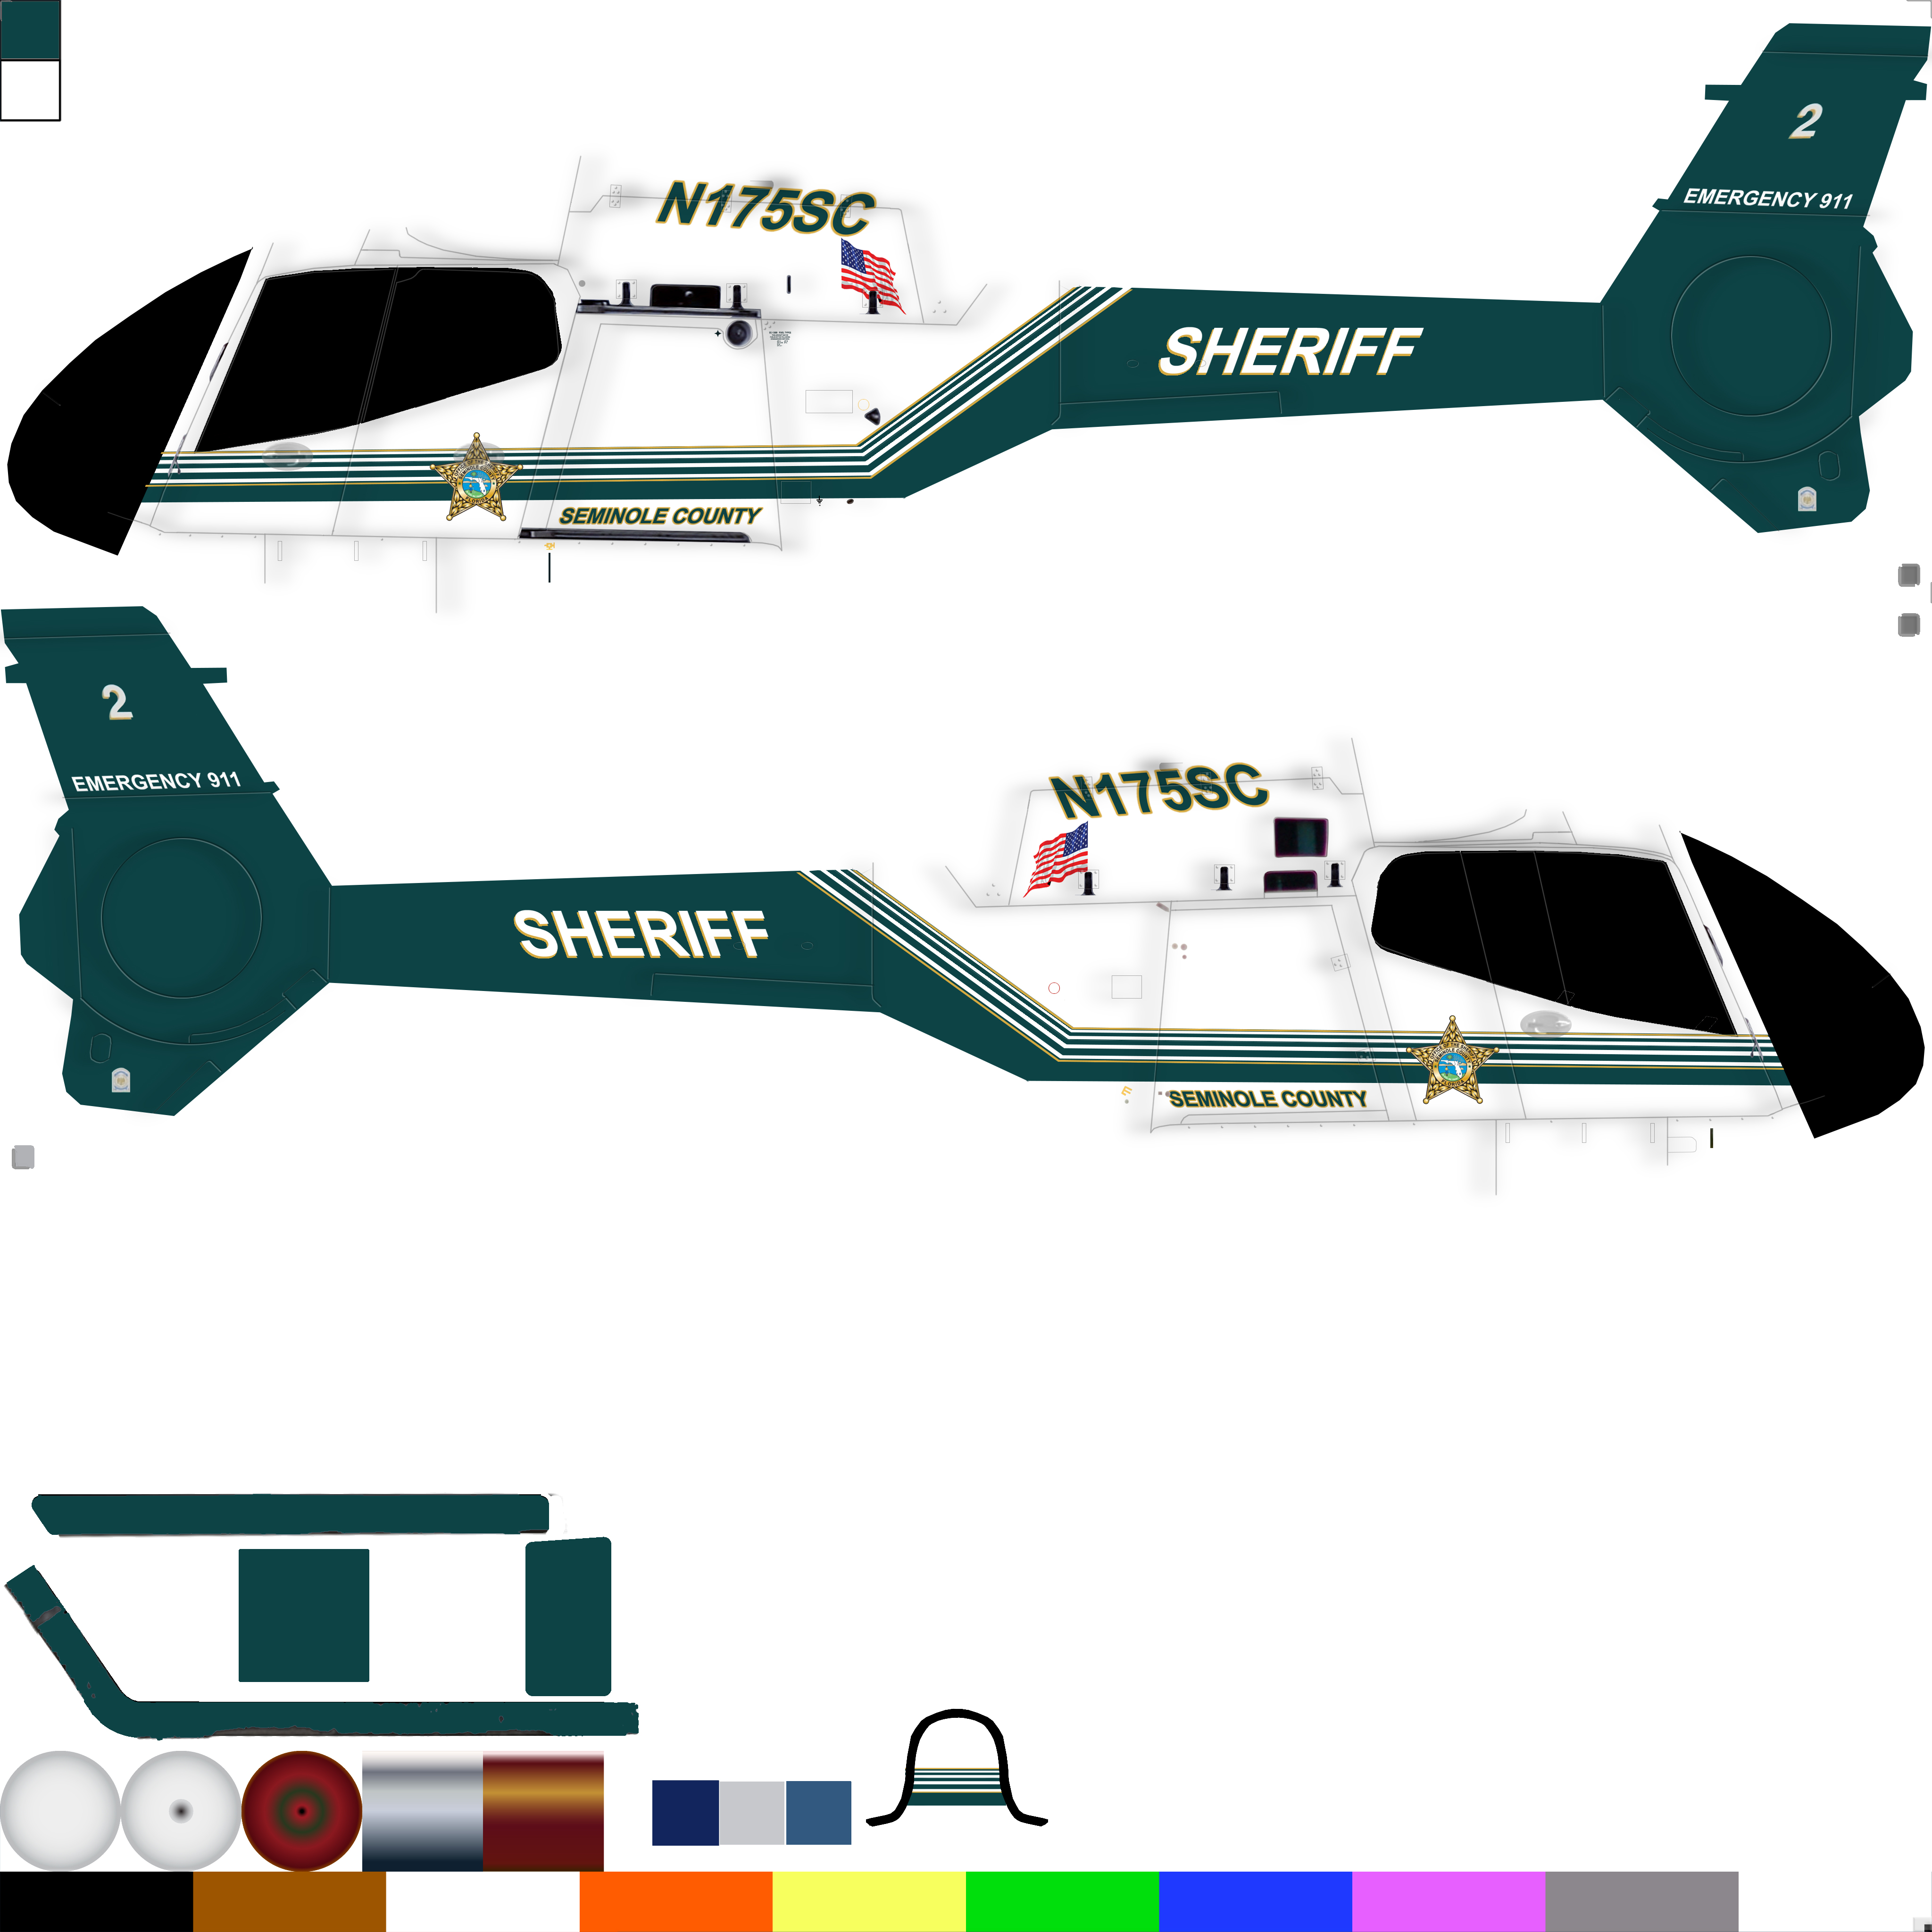 2
EMERGENCY 911
N175SC
SHERIFF
SEMINOLE COUNTY
2
EMERGENCY 911
N175SC
SHERIFF
SEMINOLE COUNTY